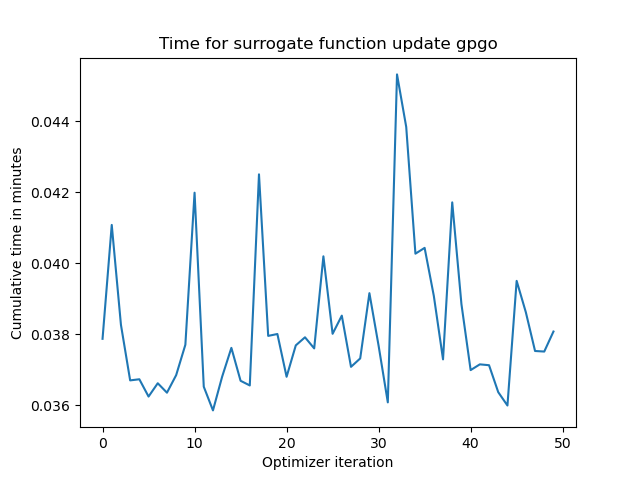 Time for surrogate function update gpgo
Cumulative time in minutes
0.044
0.042
0.040
0.038
0.036
0 10 20 30 40 50
Optimizer iteration